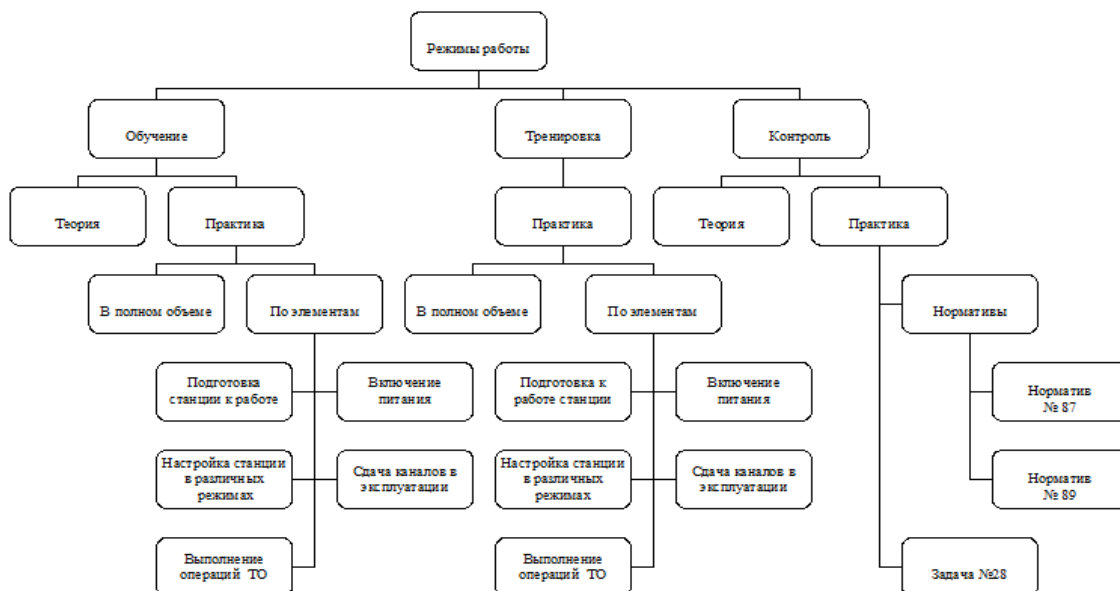 Режимы работы
Обучение
Тренировка
Контроль
Теория
Практика
Практика
Теория
Практика
В полном объеме
По элементам
В полном объеме
По элементам
Нормативы
Подготовка
станции к работе
Включение
питания
Подготовка к
работе станции
Включение
питания
Норматив
№ 87
Настройка станции
в различных
режимах
Сдача каналов в
эксплуатации
Настройка станции
в различных
режимах
Сдача каналов в
эксплуатации
Норматив
№ 89
Выполнение
операций ТО
Выполнение
операций ТО
Задача №28